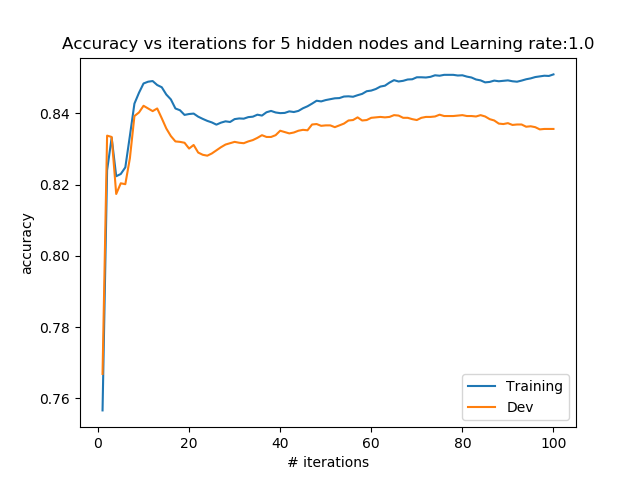 Accuracy vs iterations for 5 hidden nodes and Learning rate:1.0
accuracy
0.84
0.82
0.80
0.78
0.76
Training
Dev
0 20 40 60 80 100
# iterations